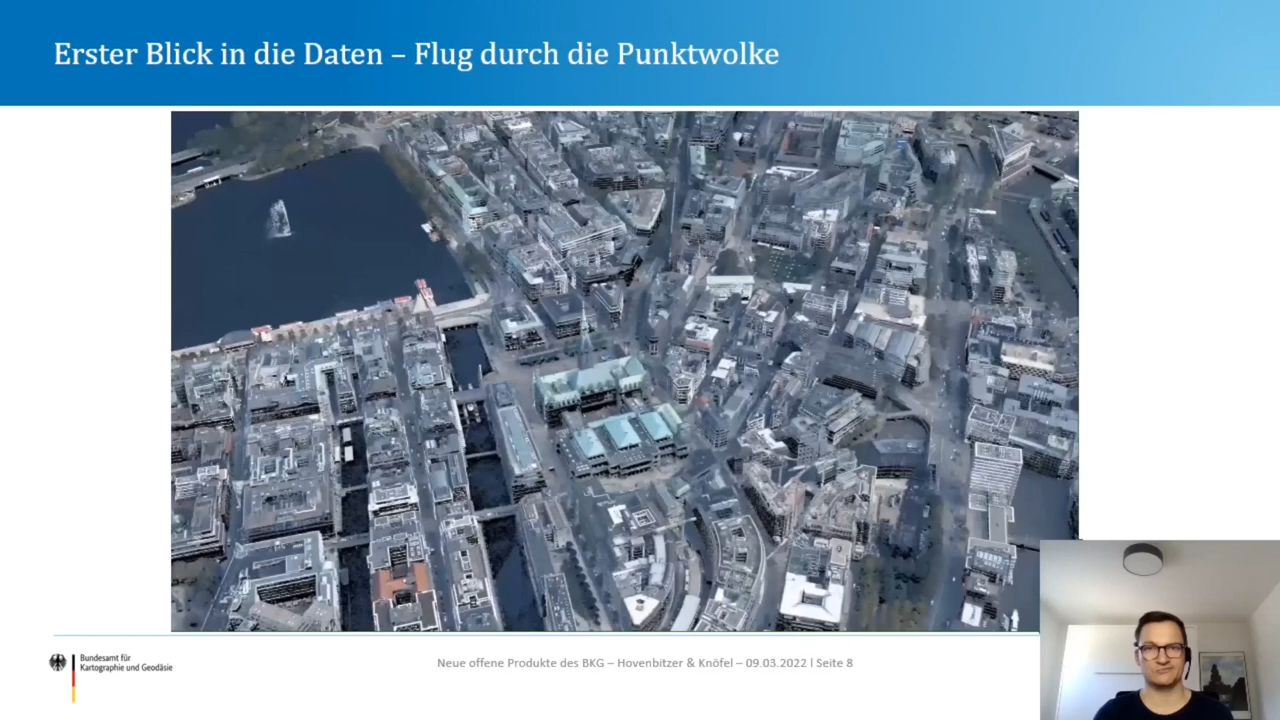 Erster Blick in die Daten – Flug durch die Punktwolke
Bundesamt für
Kartographie und Geodäsie
Neue offene Produkte des BKG – Hovenbitzer & Knöfel – 09.03.2022 l Seite 8